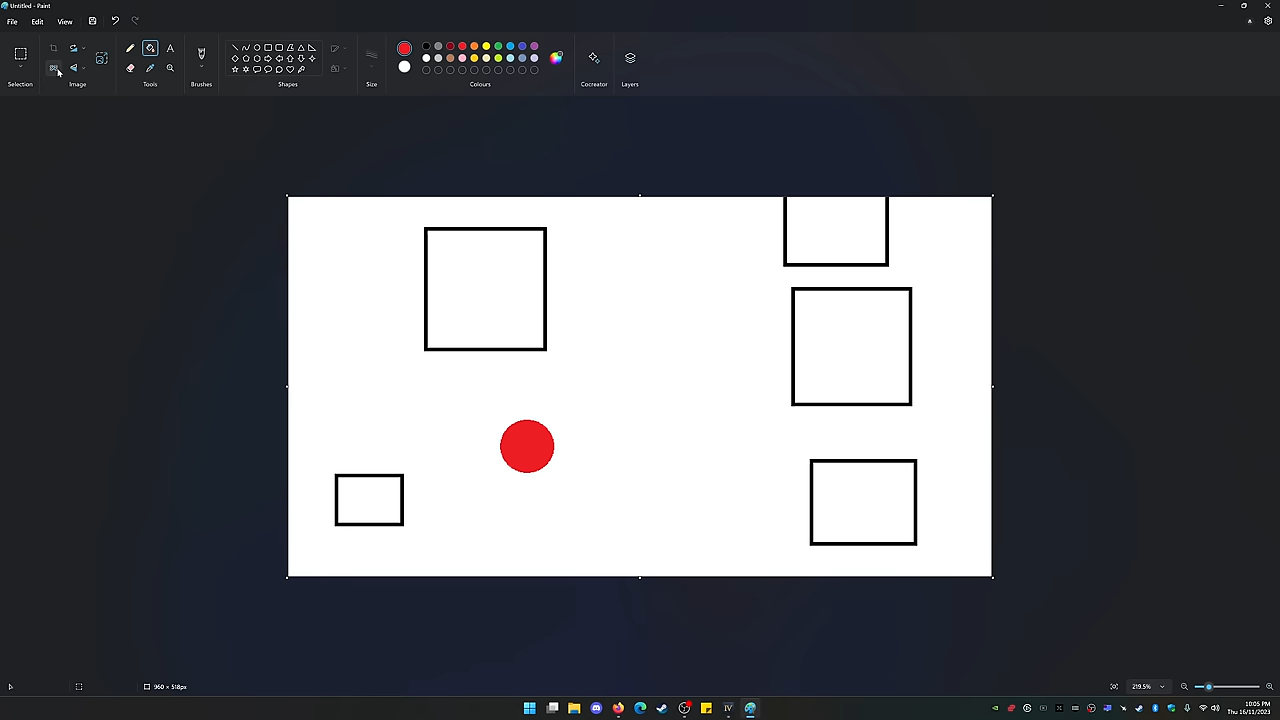 Untitled - Paint
File Edit View
Selection Image Tools Brushes Shapes Size Colours Cocreator Layers
960 × 518px 219.5%
10:05 PM
Thu 16/11/2023